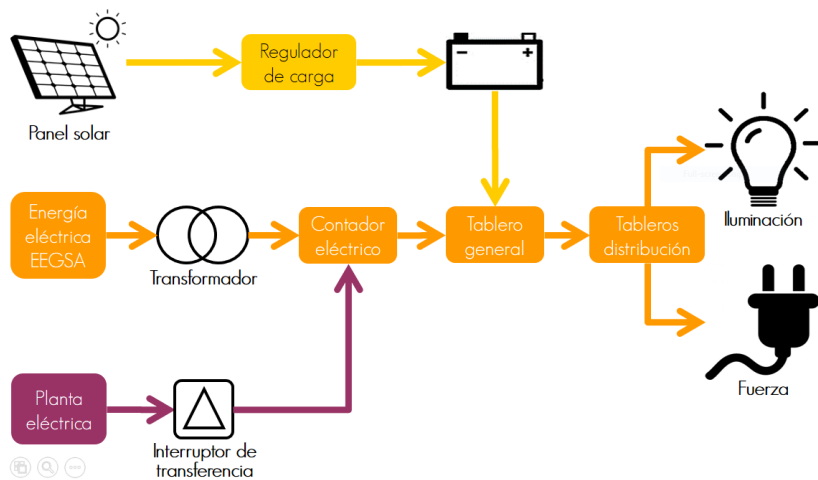 Regulador
de carga
- +
Panel solar
Energía
eléctrica
EEGSA
Transformador
Contador
eléctrico
Tablero
general
Tableros
distribución
Iluminación
Fuerza
Planta
eléctrica
Interruptor de
transferencia